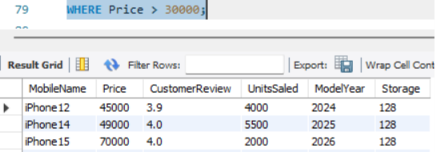 79 WHERE Price > 30000;
Result Grid Filter Rows: Export: Wrap Cell Cont
MobileName Price CustomerReview UnitsSaled ModelYear Storage
iPhone12 45000 3.9 4000 2024 128
iPhone14 49000 4.0 5500 2025 128
iPhone15 70000 4.0 2000 2026 128